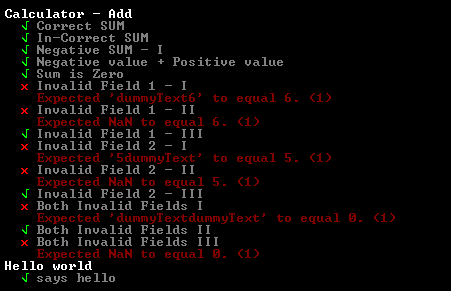 Calculator - Add
√ Correct SUM
√ In-Correct SUM
√ Negative SUM - I
√ Negative value + Positive value
√ Sum is Zero
× Invalid Field 1 - I
Expected 'dummyText6' to equal 6. (1)
× Invalid Field 1 - II
Expected NaN to equal 6. (1)
√ Invalid Field 1 - III
× Invalid Field 2 - I
Expected '5dummyText' to equal 5. (1)
× Invalid Field 2 - II
Expected NaN to equal 5. (1)
√ Invalid Field 2 - III
× Both Invalid Fields I
Expected 'dummyTextdummyText' to equal 0. (1)
√ Both Invalid Fields II
× Both Invalid Fields III
Expected NaN to equal 0. (1)
Hello world
√ says hello